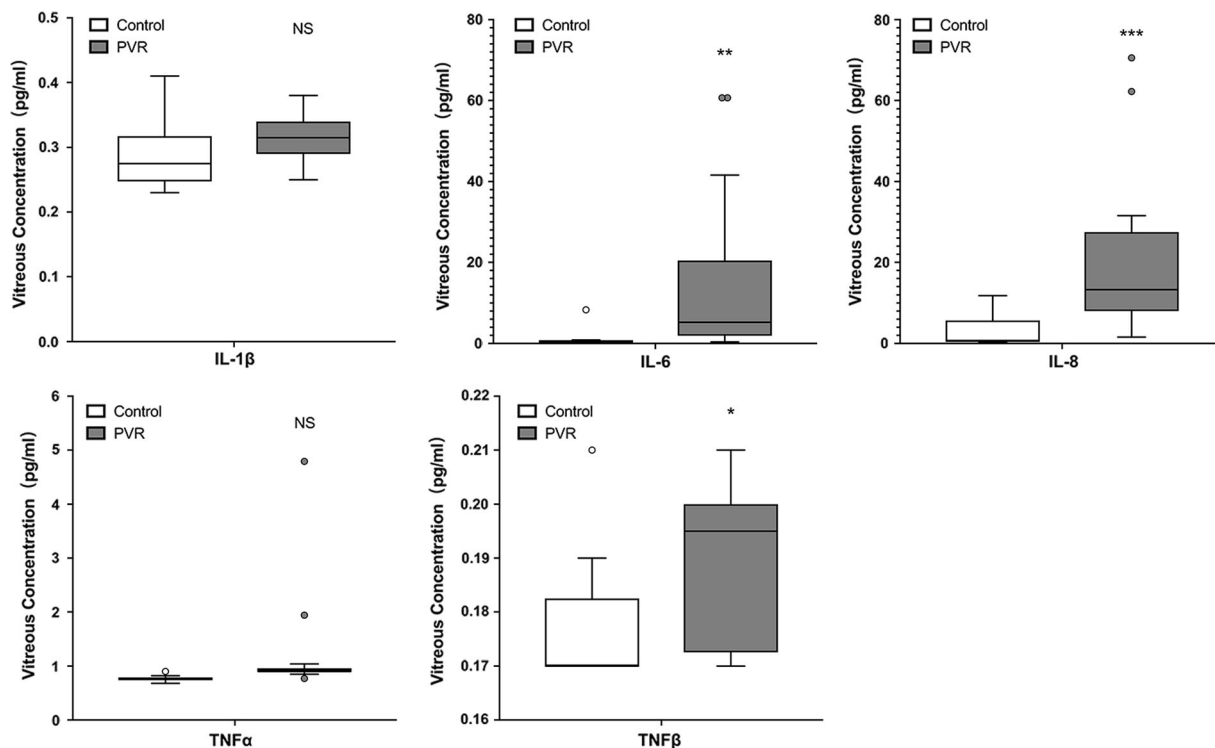 Vitreous Concentration (pg/ml)
0.5
0.4
0.3
0.2
0.1
0.0
Control
PVR
NS
IL-1β
Vitreous Concentration (pg/ml)
80
60
40
20
0
Control
PVR
**
IL-6
Vitreous Concentration (pg/ml)
80
60
40
20
0
Control
PVR
***
IL-8
Vitreous Concentration (pg/ml)
6
5
4
3
2
1
0
Control
PVR
NS
TNFα
Vitreous Concentration (pg/ml)
0.22
0.21
0.20
0.19
0.18
0.17
0.16
Control
PVR
*
TNFβ